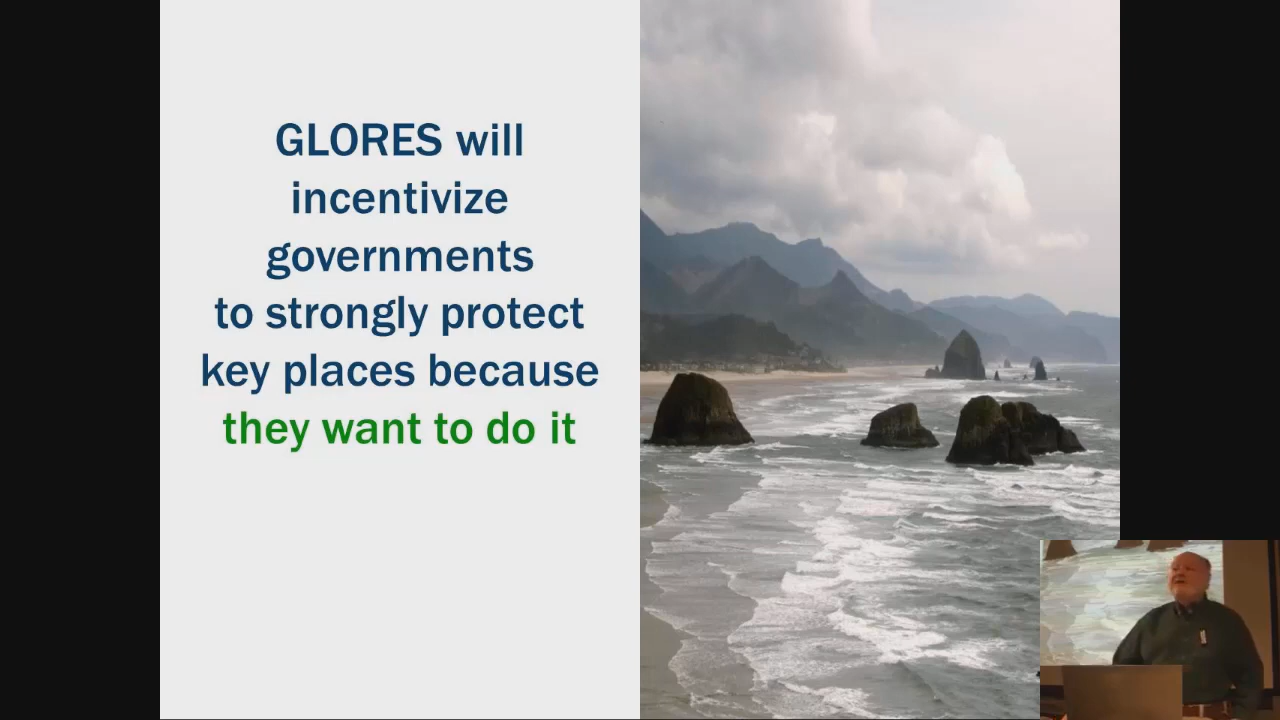 GLORES will
incentivize
governments
to strongly protect
key places because
they want to do it